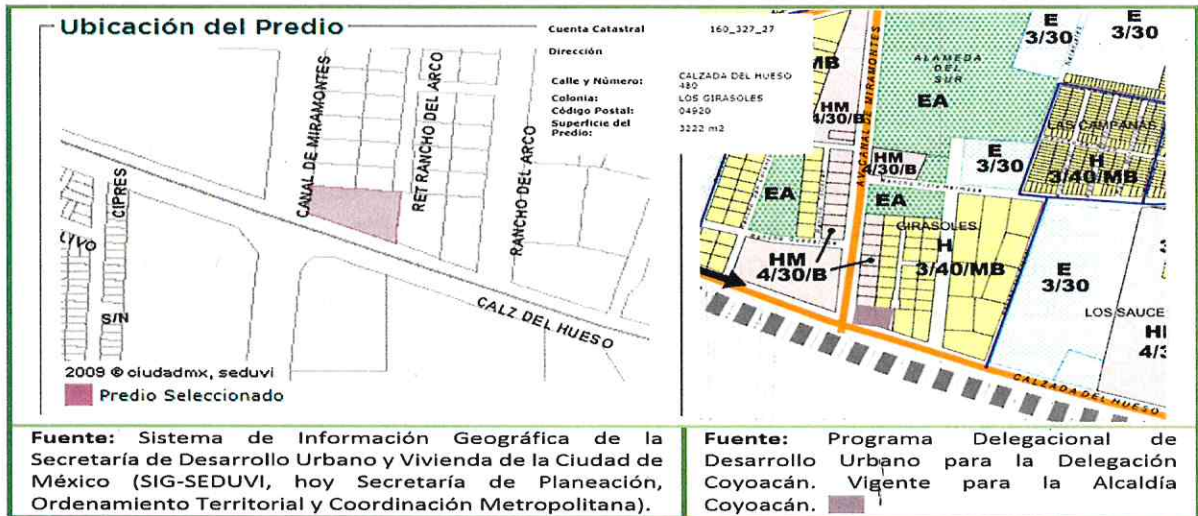 Ubicación del Predio
Cuenta Catastral 160_327_27
Dirección
Calle y Número: CALZADA DEL HUESO 480
Colonia: LOS GIRASOLES
Código Postal: 04920
Superficie del Predio: 3222 m2
CANAL DE MIRAMONTES
RET RANCHO DEL ARCO
RANCHO DEL ARCO
CIPRES
S/N
CALZ DEL HUESO
2009 © ciudadmx, seduvi
Predio Seleccionado
E
3/30
E
3/30
ALAMEDA
DEL
SUR
EA
MB
HM
4/30/B
AV. CANAL DE MIRAMONTES
HM
4/30/B
E
3/30
LAS CAMPANAS
H
3/40/MB
EA
EA
GIRASOLES
H
3/40/MB
HM
4/30/B
E
3/30
LOS SAUCE
CALZADA DEL HUESO
Fuente: Sistema de Información Geográfica de la
Secretaría de Desarrollo Urbano y Vivienda de la Ciudad de
México (SIG-SEDUVI, hoy Secretaría de Planeación,
Ordenamiento Territorial y Coordinación Metropolitana).
Fuente: Programa Delegacional de
Desarrollo Urbano para la Delegación
Coyoacán. Vigente para la Alcaldía
Coyoacán.